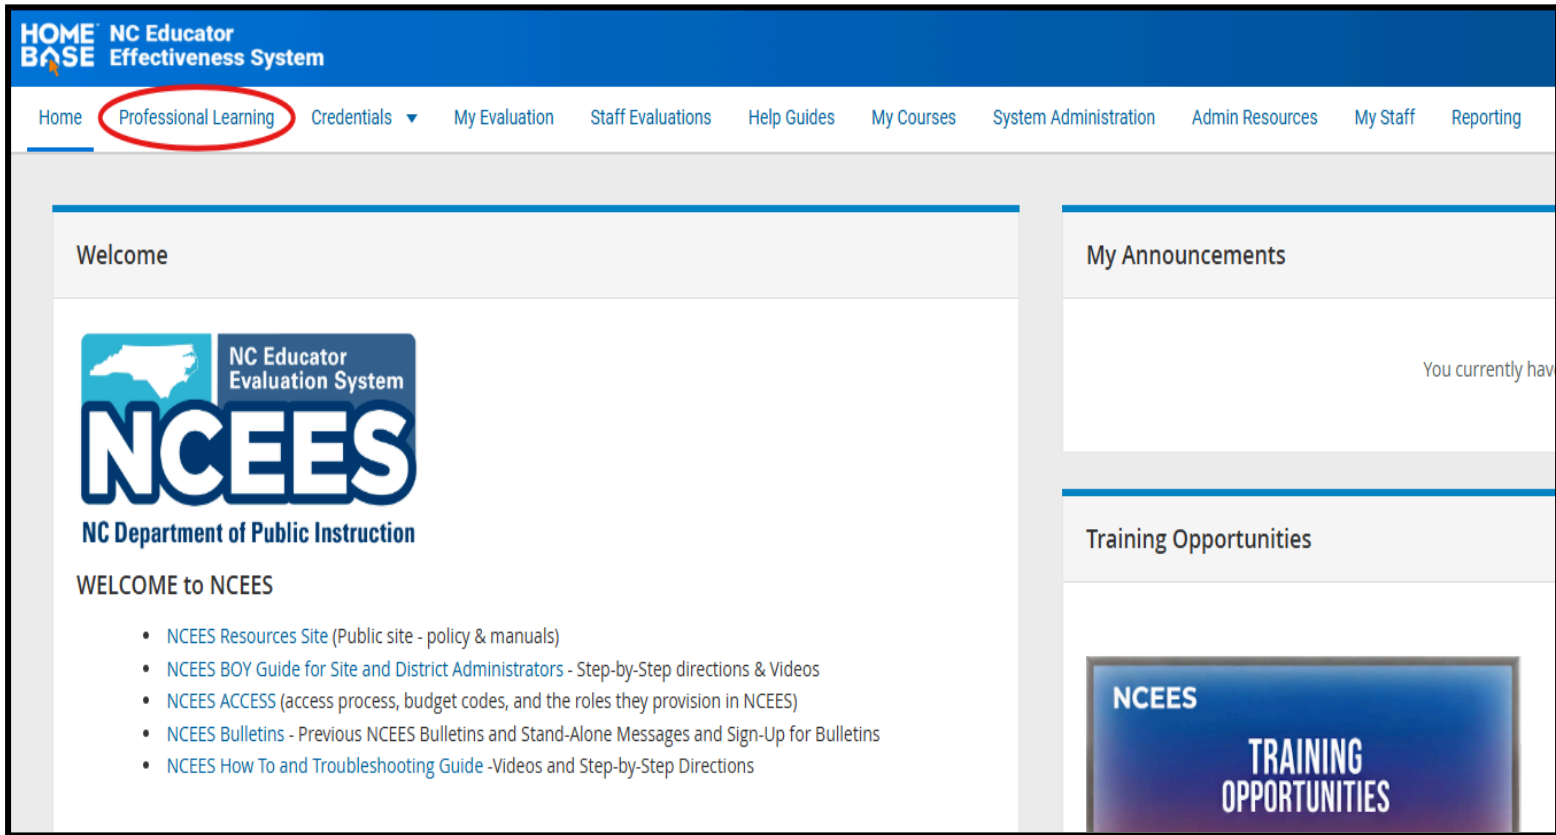 HOME BASE
NC Educator
Effectiveness System
Home Professional Learning Credentials My Evaluation Staff Evaluations Help Guides My Courses System Administration Admin Resources My Staff Reporting
Welcome
NC Educator
Evaluation System
NCEES
NC Department of Public Instruction
WELCOME to NCEES
• NCEES Resources Site (Public site - policy & manuals)
• NCEES BOY Guide for Site and District Administrators - Step-by-Step directions & Videos
• NCEES ACCESS (access process, budget codes, and the roles they provision in NCEES)
• NCEES Bulletins - Previous NCEES Bulletins and Stand-Alone Messages and Sign-Up for Bulletins
• NCEES How To and Troubleshooting Guide -Videos and Step-by-Step Directions
My Announcements
You currently have
Training Opportunities
NCEES
TRAINING
OPPORTUNITIES